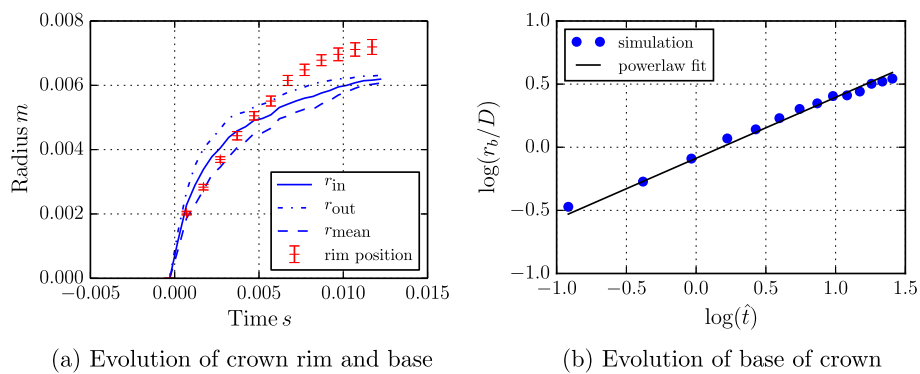 0.008
0.006
0.004
0.002
0.000
−0.005
0.000
0.005
0.010
0.015
Radius m
Time s
r in
r out
r mean
rim position
(a) Evolution of crown rim and base
1.0
0.5
0.0
−0.5
−1.0
−1.0
−0.5
0.0
0.5
1.0
1.5
log(r_b/D)
log(t̂)
simulation
powerlaw fit
(b) Evolution of base of crown